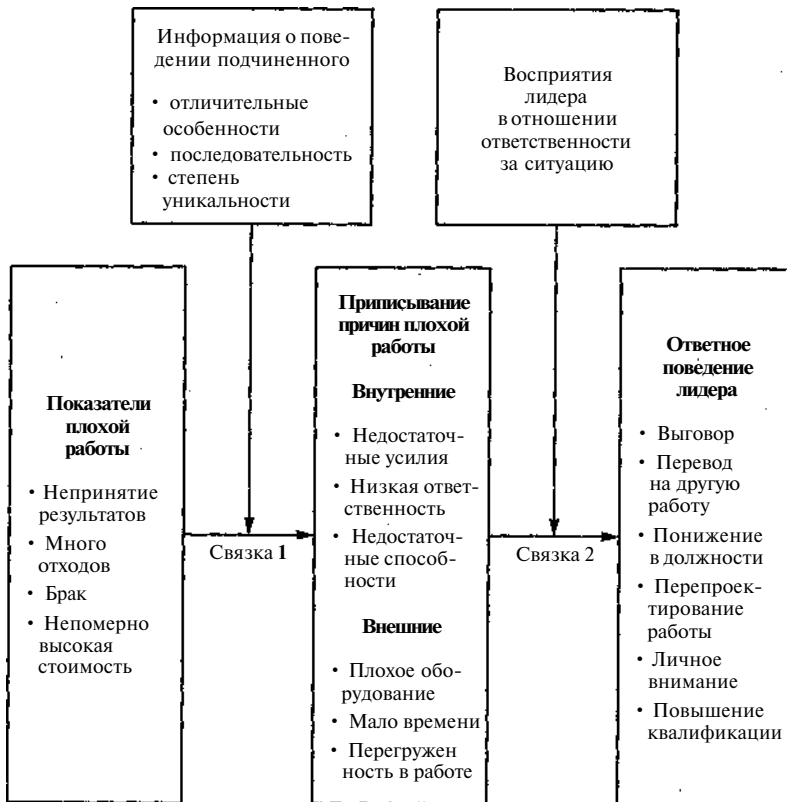 Информация о пове-
дении подчиненного
• отличительные
особенности
• последовательность
• степень
уникальности
Восприятия
лидера
в отношении
ответственности
за ситуацию
Показатели
плохой
работы
• Непринятие
результатов
• Много
отходов
• Брак
• Непомерно
высокая
стоимость
Связка 1
Приписывание
причин плохой
работы
Внутренние
• Недостаточ-
ные усилия
• Низкая ответ-
ственность
• Недостаточ-
ные способ-
ности
Внешние
• Плохое обо-
рудование
• Мало времени
• Перегружен
ность в работе
Связка 2
Ответное
поведение
лидера
• Выговор
• Перевод
на другую
работу
• Понижение
в должности
• Перепроек-
тирование
работы
• Личное
внимание
• Повышение
квалификации